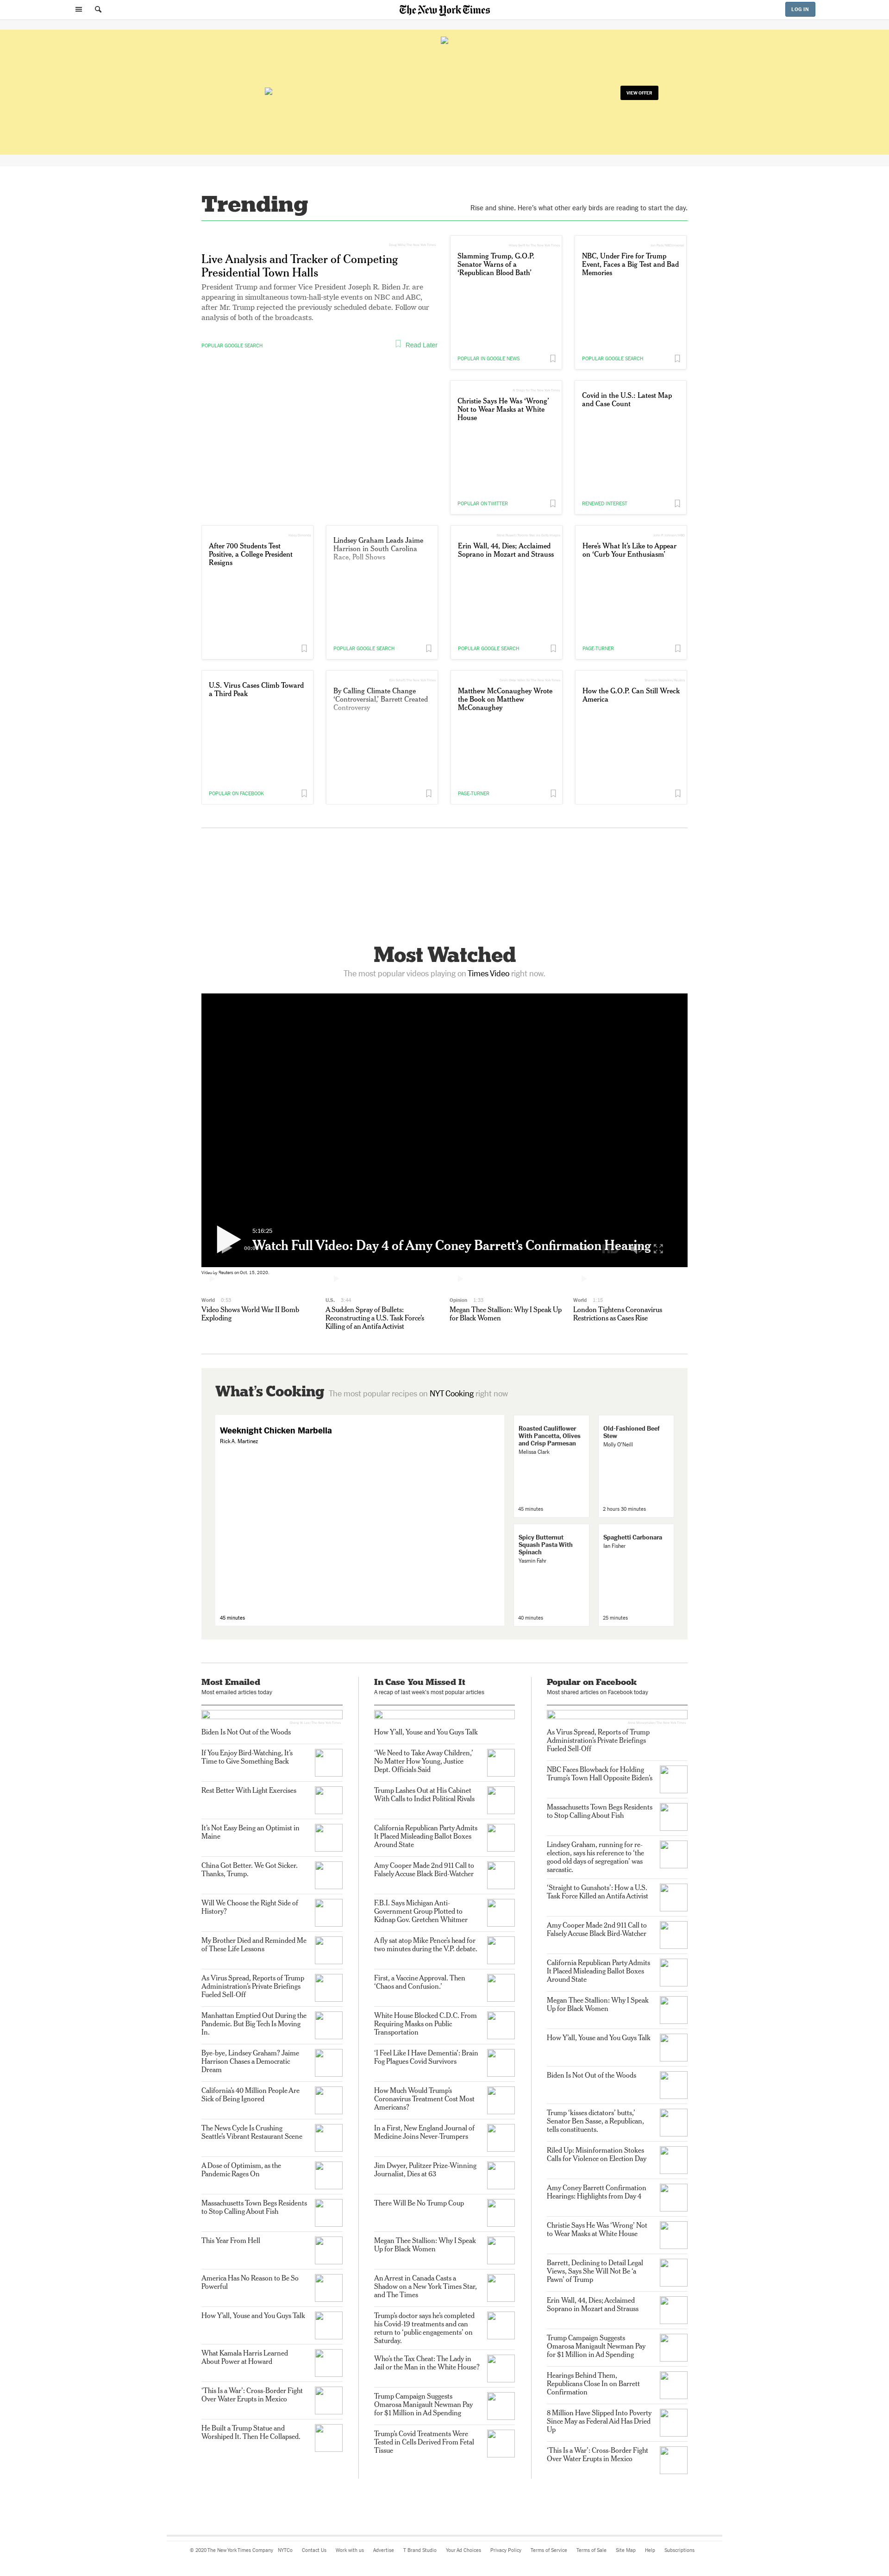 The New York Times
LOG IN
VIEW OFFER
Trending
Rise and shine. Here's what other early birds are reading to start the day.
Live Analysis and Tracker of Competing
Presidential Town Halls
President Trump and former Vice President Joseph R. Biden Jr. are
appearing in simultaneous town-hall-style events on NBC and ABC,
after Mr. Trump rejected the previously scheduled debate. Follow our
analysis of both of the broadcasts.
POPULAR GOOGLE SEARCH
Read Later
Slamming Trump, G.O.P.
Senator Warns of a
‘Republican Blood Bath’
POPULAR IN GOOGLE NEWS
NBC, Under Fire for Trump
Event, Faces a Big Test and Bad
Memories
POPULAR GOOGLE SEARCH
Christie Says He Was ‘Wrong’
Not to Wear Masks at White
House
POPULAR ON TWITTER
Covid in the U.S.: Latest Map
and Case Count
RENEWED INTEREST
After 700 Students Test
Positive, a College President
Resigns
Lindsey Graham Leads Jaime
Harrison in South Carolina
Race, Poll Shows
POPULAR GOOGLE SEARCH
Erin Wall, 44, Dies; Acclaimed
Soprano in Mozart and Strauss
POPULAR GOOGLE SEARCH
Here's What It's Like to Appear
on ‘Curb Your Enthusiasm’
PAGE-TURNER
U.S. Virus Cases Climb Toward
a Third Peak
POPULAR ON FACEBOOK
By Calling Climate Change
‘Controversial,’ Barrett Created
Controversy
Matthew McConaughey Wrote
the Book on Matthew
McConaughey
PAGE-TURNER
How the G.O.P. Can Still Wreck
America
Most Watched
The most popular videos playing on Times Video right now.
5:16:25
Watch Full Video: Day 4 of Amy Coney Barrett's Confirmation Hearing
Video by Reuters on Oct. 15, 2020.
World 0:33
Video Shows World War II Bomb
Exploding
U.S. 5:44
A Sudden Spray of Bullets:
Reconstructing a U.S. Task Force's
Killing of an Antifa Activist
Opinion 1:30
Megan Thee Stallion: Why I Speak Up
for Black Women
World 1:18
London Tightens Coronavirus
Restrictions as Cases Rise
What's Cooking The most popular recipes on NYT Cooking right now
Weeknight Chicken Marbella
Rick A. Martinez
45 minutes
Roasted Cauliflower
With Pancetta, Olives
and Crisp Parmesan
Melissa Clark
45 minutes
Old-Fashioned Beef
Stew
Molly O'Neill
2 hours 30 minutes
Spicy Butternut
Squash Pasta With
Spinach
Yasmin Fahr
40 minutes
Spaghetti Carbonara
Ian Fisher
25 minutes
Most Emailed
Most emailed articles today
Biden Is Not Out of the Woods
If You Enjoy Bird-Watching, It's
Time to Give Something Back
Rest Better With Light Exercises
It's Not Easy Being an Optimist in
Maine
China Got Better. We Got Sicker.
Thanks, Trump.
Will We Choose the Right Side of
History?
My Brother Died and Reminded Me
of These Life Lessons
As Virus Spread, Reports of Trump
Administration's Private Briefings
Fueled Sell-Off
Manhattan Emptied Out During the
Pandemic. But Big Tech Is Moving
In.
Bye-bye, Lindsey Graham? Jaime
Harrison Chases a Democratic
Dream
California's 40 Million People Are
Sick of Being Ignored
The News Cycle Is Crushing
Seattle's Vibrant Restaurant Scene
A Dose of Optimism, as the
Pandemic Rages On
Massachusetts Town Begs Residents
to Stop Calling About Fish
This Year From Hell
America Has No Reason to Be So
Powerful
How Y'all, Youse and You Guys Talk
What Kamala Harris Learned
About Power at Howard
‘This Is a War’: Cross-Border Fight
Over Water Erupts in Mexico
He Built a Trump Statue and
Worshiped It. Then He Collapsed.
In Case You Missed It
A recap of last week's most popular articles
How Y'all, Youse and You Guys Talk
‘We Need to Take Away Children,’
No Matter How Young, Justice
Dept. Officials Said
Trump Lashes Out at His Cabinet
With Calls to Indict Political Rivals
California Republican Party Admits
It Placed Misleading Ballot Boxes
Around State
Amy Cooper Made 2nd 911 Call to
Falsely Accuse Black Bird-Watcher
F.B.I. Says Michigan Anti-
Government Group Plotted to
Kidnap Gov. Gretchen Whitmer
A fly sat atop Mike Pence's head for
two minutes during the V.P. debate.
First, a Vaccine Approval. Then
‘Chaos and Confusion.’
White House Blocked C.D.C. From
Requiring Masks on Public
Transportation
‘I Feel Like I Have Dementia’: Brain
Fog Plagues Covid Survivors
How Much Would Trump's
Coronavirus Treatment Cost Most
Americans?
In a First, New England Journal of
Medicine Joins Never-Trumpers
Jim Dwyer, Pulitzer Prize-Winning
Journalist, Dies at 63
There Will Be No Trump Coup
Megan Thee Stallion: Why I Speak
Up for Black Women
An Arrest in Canada Casts a
Shadow on a New York Times Star,
and The Times
Trump's doctor says he's completed
his Covid-19 treatments and can
return to ‘public engagements’ on
Saturday.
Who's the Tax Cheat: The Lady in
Jail or the Man in the White House?
Trump Campaign Suggests
Omarosa Manigault Newman Pay
for $1 Million in Ad Spending
Trump's Covid Treatments Were
Tested in Cells Derived From Fetal
Tissue
Popular on Facebook
Most shared articles on Facebook today
As Virus Spread, Reports of Trump
Administration's Private Briefings
Fueled Sell-Off
NBC Faces Blowback for Holding
Trump's Town Hall Opposite Biden's
Massachusetts Town Begs Residents
to Stop Calling About Fish
Lindsey Graham, running for re-
election, says his reference to ‘the
good old days of segregation’ was
sarcastic.
‘Straight to Gunshots’: How a U.S.
Task Force Killed an Antifa Activist
Amy Cooper Made 2nd 911 Call to
Falsely Accuse Black Bird-Watcher
California Republican Party Admits
It Placed Misleading Ballot Boxes
Around State
Megan Thee Stallion: Why I Speak
Up for Black Women
How Y'all, Youse and You Guys Talk
Biden Is Not Out of the Woods
Trump ‘kisses dictators’ butts,’
Senator Ben Sasse, a Republican,
tells constituents.
Riled Up: Misinformation Stokes
Calls for Violence on Election Day
Amy Coney Barrett Confirmation
Hearings: Highlights from Day 4
Christie Says He Was ‘Wrong’ Not
to Wear Masks at White House
Barrett, Declining to Detail Legal
Views, Says She Will Not Be ‘a
Pawn’ of Trump
Erin Wall, 44, Dies; Acclaimed
Soprano in Mozart and Strauss
Trump Campaign Suggests
Omarosa Manigault Newman Pay
for $1 Million in Ad Spending
Hearings Behind Them,
Republicans Close In on Barrett
Confirmation
8 Million Have Slipped Into Poverty
Since May as Federal Aid Has Dried
Up
‘This Is a War’: Cross-Border Fight
Over Water Erupts in Mexico
© 2020 The New York Times Company NYTCo Contact Us Work with us Advertise T Brand Studio Your Ad Choices Privacy Policy Terms of Service Terms of Sale Site Map Help Subscriptions